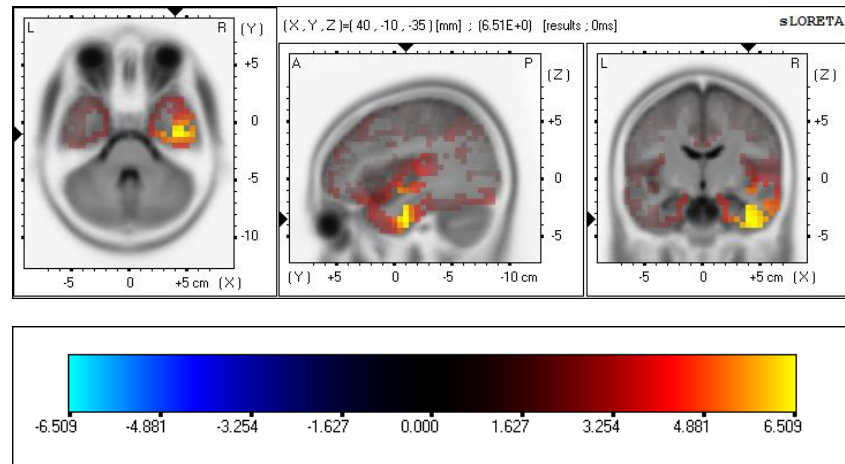 (X,Y,Z)=(40,-10,-35)[mm] ; (6.51E+0) [results ; 0ms] sLORETA
L R (Y)
+5
0
-5
-10
-5 0 +5 cm (X)
A P (Z)
+5
0
-5
(Y) +5 0 -5 -10 cm
L R (Z)
+5
0
-5
-5 0 +5 cm (X)
-6.509 -4.881 -3.254 -1.627 0.000 1.627 3.254 4.881 6.509